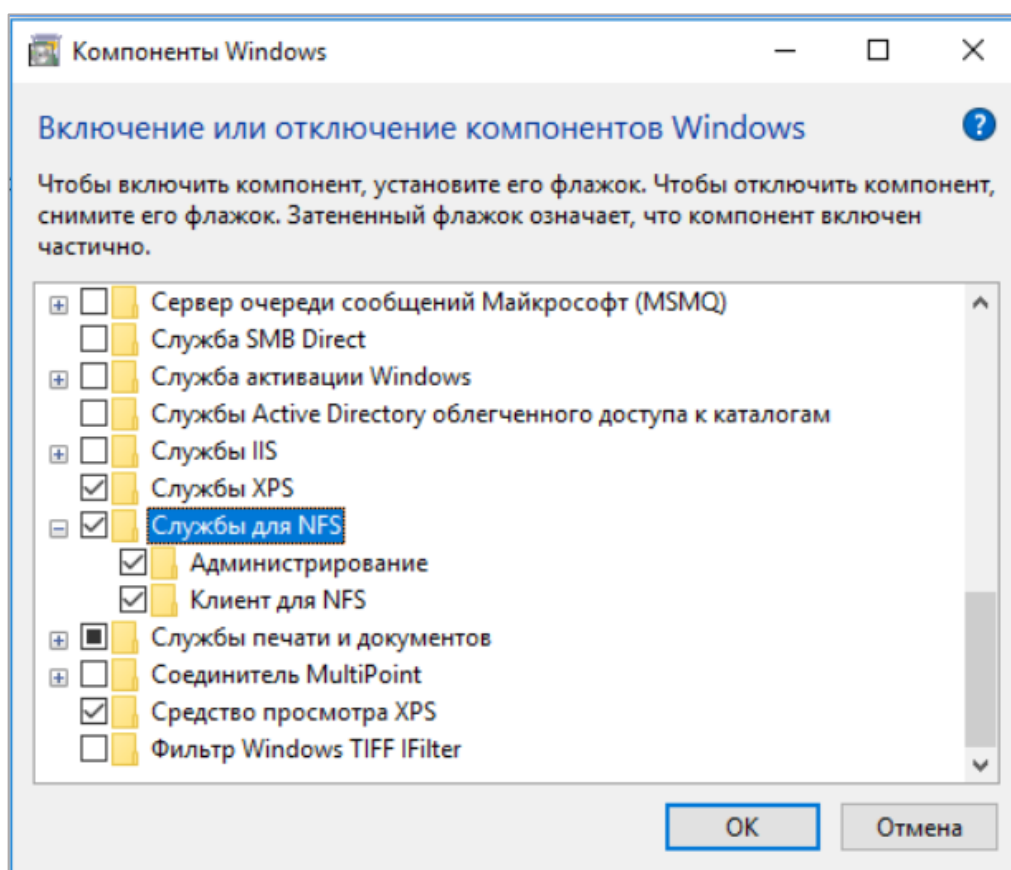 Компоненты Windows
Включение или отключение компонентов Windows
?
Чтобы включить компонент, установите его флажок. Чтобы отключить компонент,
снимите его флажок. Затененный флажок означает, что компонент включен
частично.
Сервер очереди сообщений Майкрософт (MSMQ)
Служба SMB Direct
Служба активации Windows
Службы Active Directory облегченного доступа к каталогам
Службы IIS
Службы XPS
Службы для NFS
Администрирование
Клиент для NFS
Службы печати и документов
Соединитель MultiPoint
Средство просмотра XPS
Фильтр Windows TIFF IFilter
ОК
Отмена